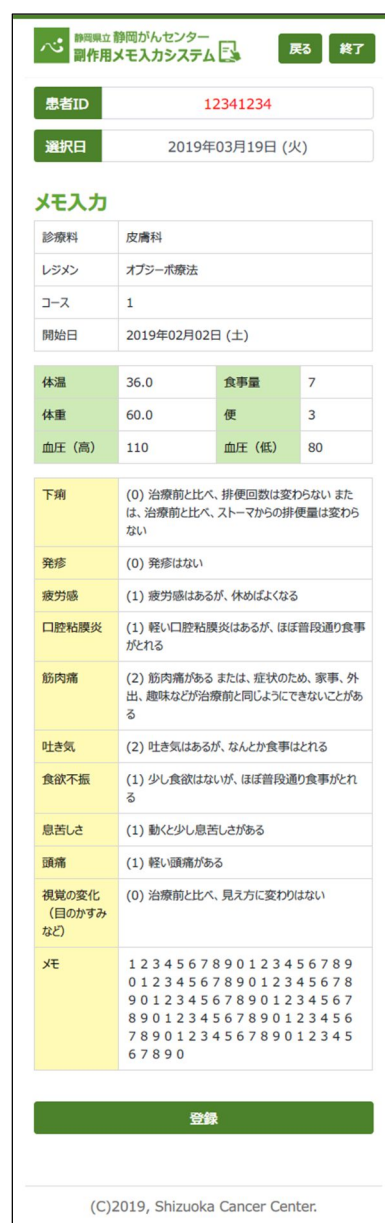 静岡県立 静岡がんセンター
副作用メモ入力システム
戻る 終了
患者ID 12341234
選択日 2019年03月19日 (火)
メモ入力
診療料 皮膚科
レジメン オプジーボ療法
コース 1
開始日 2019年02月02日 (土)
体温 36.0 食事量 7
体重 60.0 便 3
血圧（高） 110 血圧（低） 80
下痢 (0) 治療前と比べ、排便回数は変わらない また
は、治療前と比べ、ストーマからの排便量は変わら
ない
発疹 (0) 発疹はない
疲労感 (1) 疲労感はあるが、休めばよくなる
口腔粘膜炎 (1) 軽い口腔粘膜炎はあるが、ほぼ普段通り食事
がとれる
筋肉痛 (2) 筋肉痛がある または、症状のため、家事、外
出、趣味などが治療前と同じようにできないことがあ
る
吐き気 (2) 吐き気はあるが、なんとか食事はとれる
食欲不振 (1) 少し食欲はないが、ほぼ普段通り食事がとれ
る
息苦しさ (1) 動くと少し息苦しさがある
頭痛 (1) 軽い頭痛がある
視覚の変化 (0) 治療前と比べ、見え方に変わりはない
（目のかすみ
など）
メモ 1 2 3 4 5 6 7 8 9 0 1 2 3 4 5 6 7 8 9
0 1 2 3 4 5 6 7 8 9 0 1 2 3 4 5 6 7 8
9 0 1 2 3 4 5 6 7 8 9 0 1 2 3 4 5 6 7
8 9 0 1 2 3 4 5 6 7 8 9 0 1 2 3 4 5 6
7 8 9 0 1 2 3 4 5 6 7 8 9 0 1 2 3 4 5
6 7 8 9 0
登録
(C)2019, Shizuoka Cancer Center.